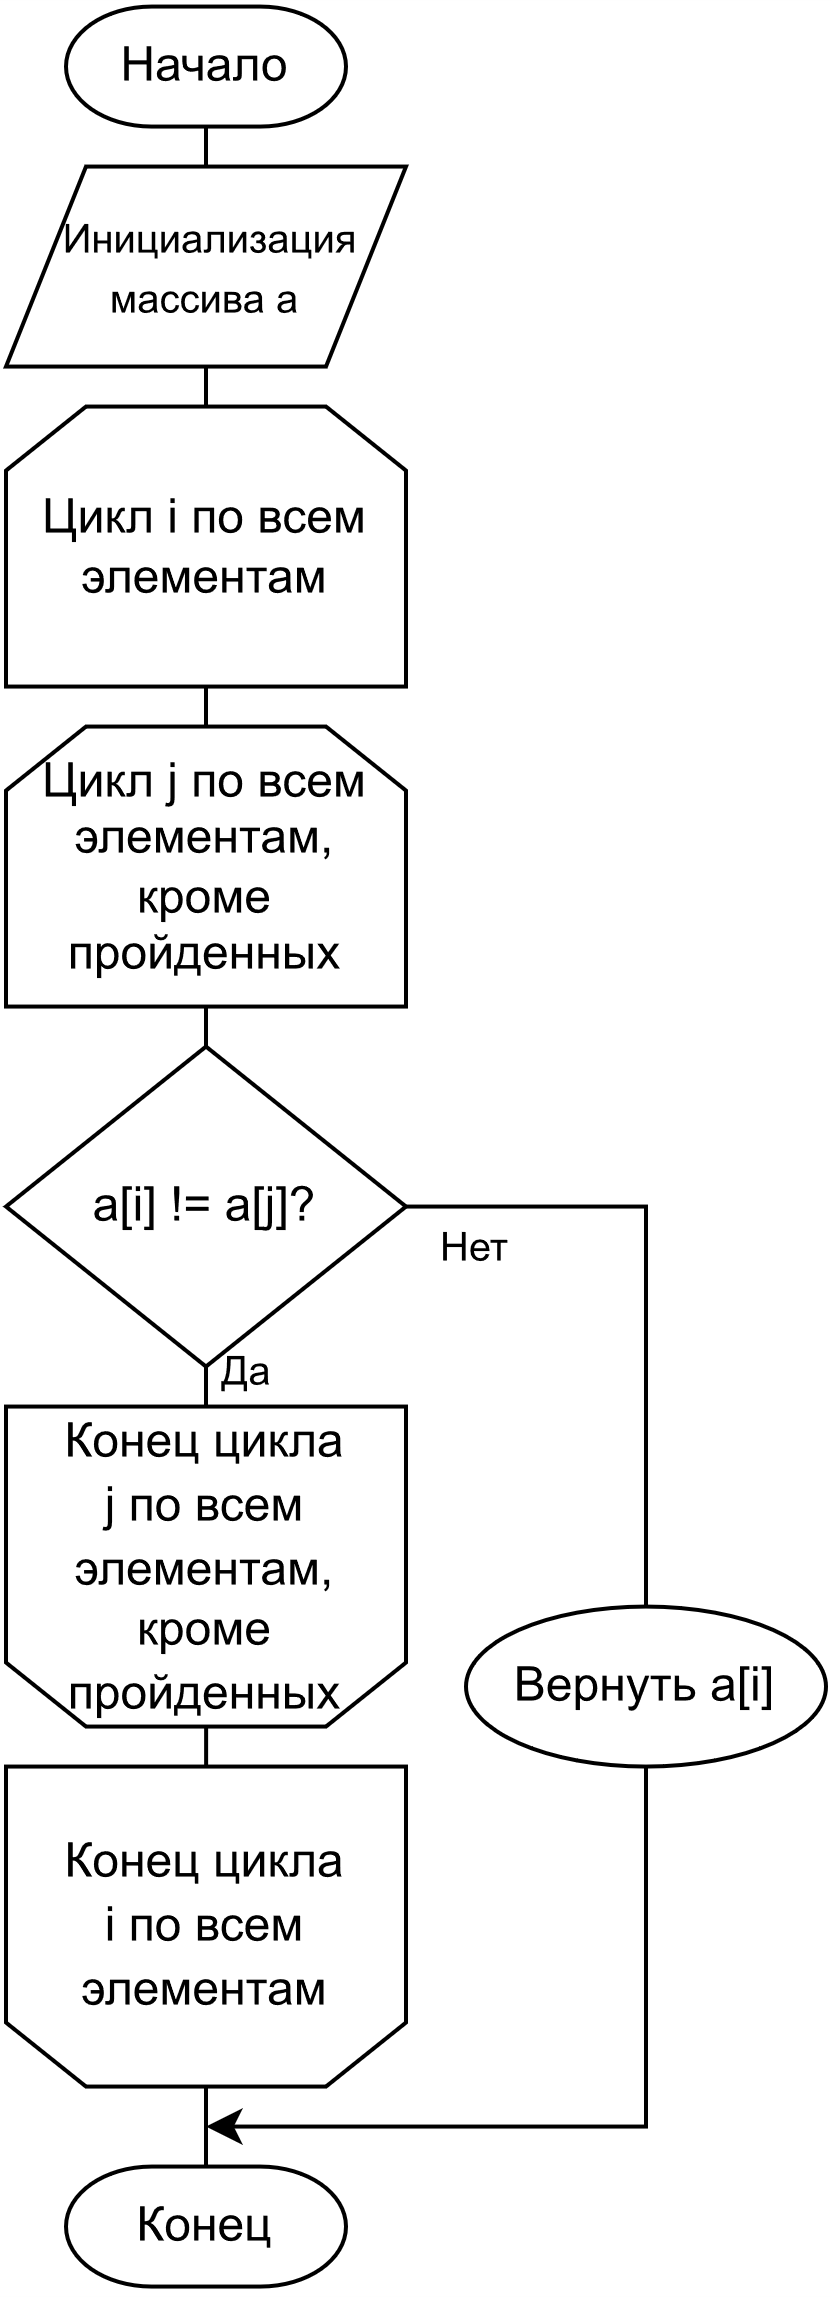 Начало
Инициализация
массива a
Цикл i по всем
элементам
Цикл j по всем
элементам,
кроме
пройденных
a[i] != a[j]?
Нет
Да
Конец цикла
j по всем
элементам,
кроме
пройденных
Вернуть a[i]
Конец цикла
i по всем
элементам
Конец